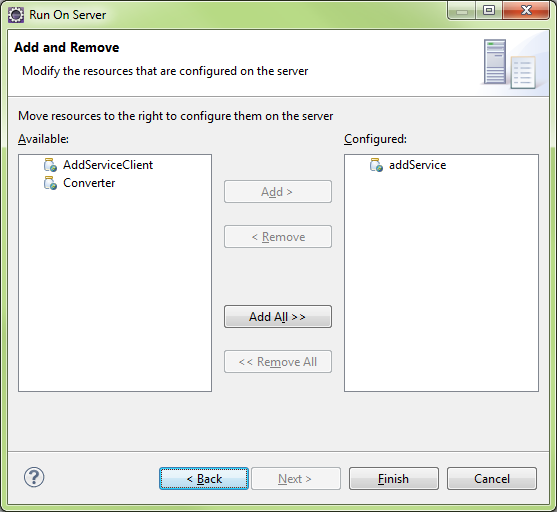 Run On Server
Add and Remove
Modify the resources that are configured on the server
Move resources to the right to configure them on the server
Available:
Configured:
AddServiceClient
Converter
addService
Add >
< Remove
Add All >>
<< Remove All
?
< Back
Next >
Finish
Cancel